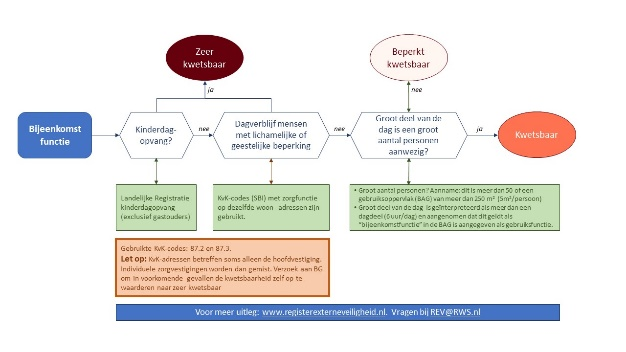 Zeer
kwetsbaar
Beperkt
kwetsbaar
ja
nee
Bijeenkomst
functie
Kinderdag-
opvang?
nee
Dagverblijf mensen
met lichamelijke of
geestelijke beperking
nee
Groot deel van de
dag is een groot
aantal personen
aanwezig?
ja
Kwetsbaar
Landelijke Registratie
kinderdagopvang
(exclusief gastouders)
KvK-codes (SBI) met zorgfunctie
op dezelfde woon - adressen zijn
gebruikt.
• Groot aantal personen? Aanname: dit is meer dan 50 of een
gebruiksoppervlak (BAG) van meer dan 250 m² (5m²/persoon)
• Groot deel van de dag is geïnterpreteerd als meer dan een
dagdeel (6 uur/dag) en aangenomen dat dit geldt als
"bijeenkomstfunctie" in de BAG is aangegeven als gebruiksfunctie.
Gebruikte KvK-codes: 87.2 en 87.3.
Let op: KvK-adressen betreffen soms alleen de hoofdvestiging.
Individuele zorgvestigingen worden dan gemist. Verzoek aan BG
om in voorkomende gevallen de kwetsbaarheid zelf op te
waarderen naar zeer kwetsbaar
Voor meer uitleg: www.registerexterneveiligheid.nl. Vragen bij REV@RWS.nl